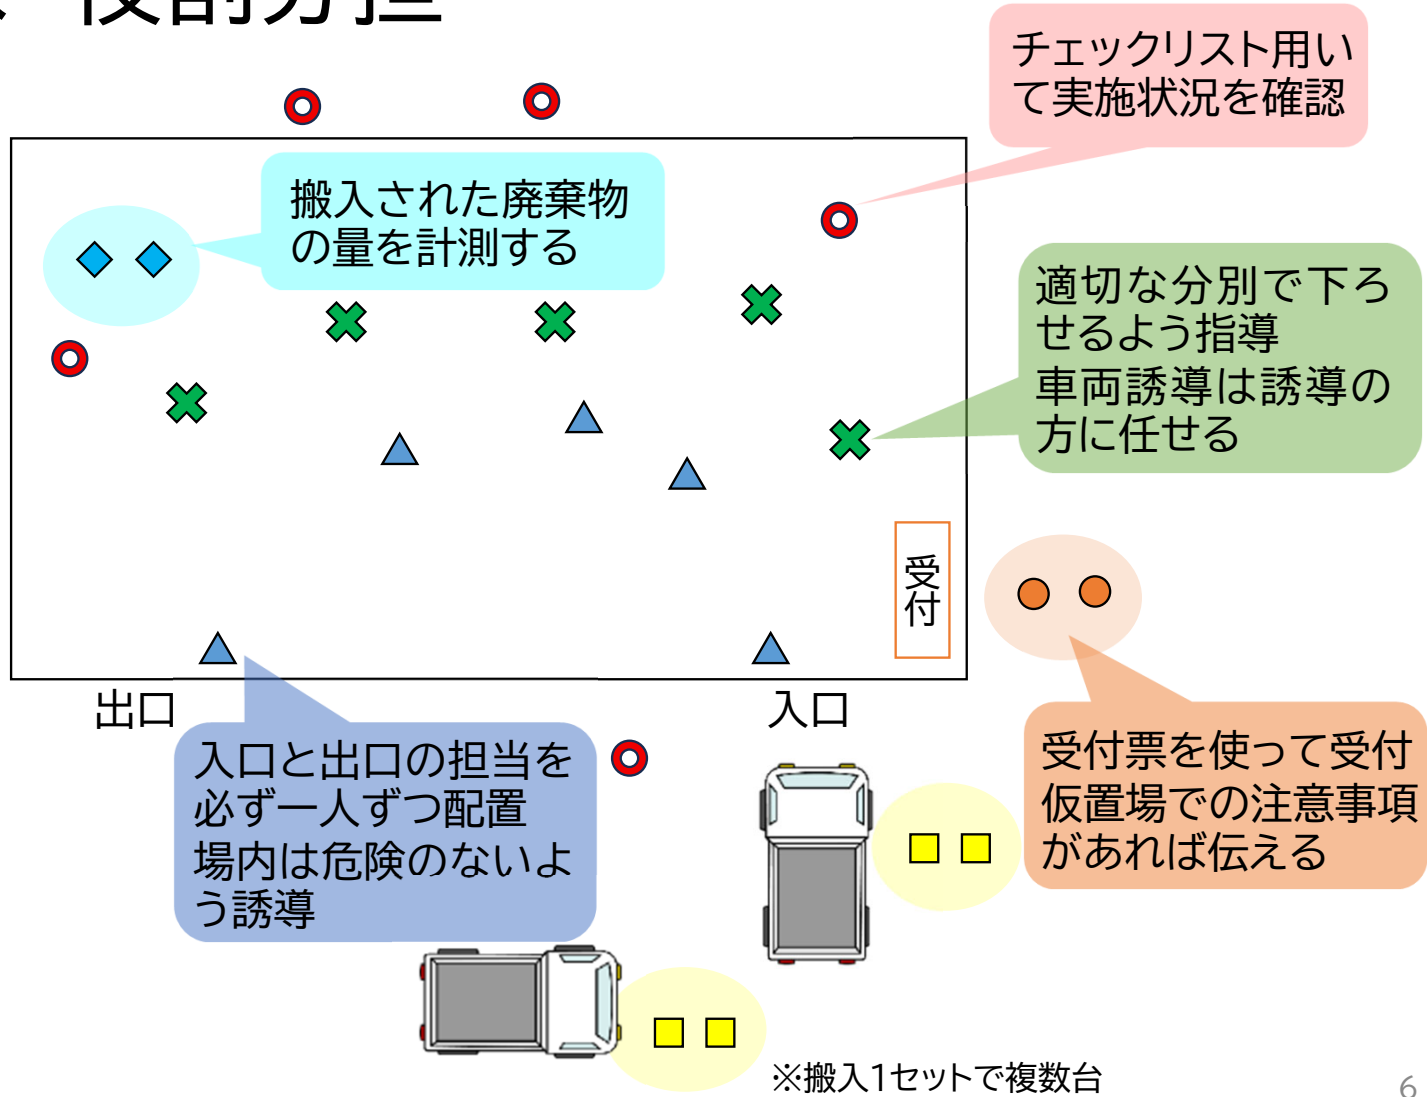 役割分担
チェックリスト用い
て実施状況を確認
搬入された廃棄物
の量を計測する
適切な分別で下ろ
せるよう指導
車両誘導は誘導の
方に任せる
受付
出口
入口
入口と出口の担当を
必ず一人ずつ配置
場内は危険のないよ
う誘導
受付票を使って受付
仮置場での注意事項
があれば伝える
※搬入1セットで複数台
6